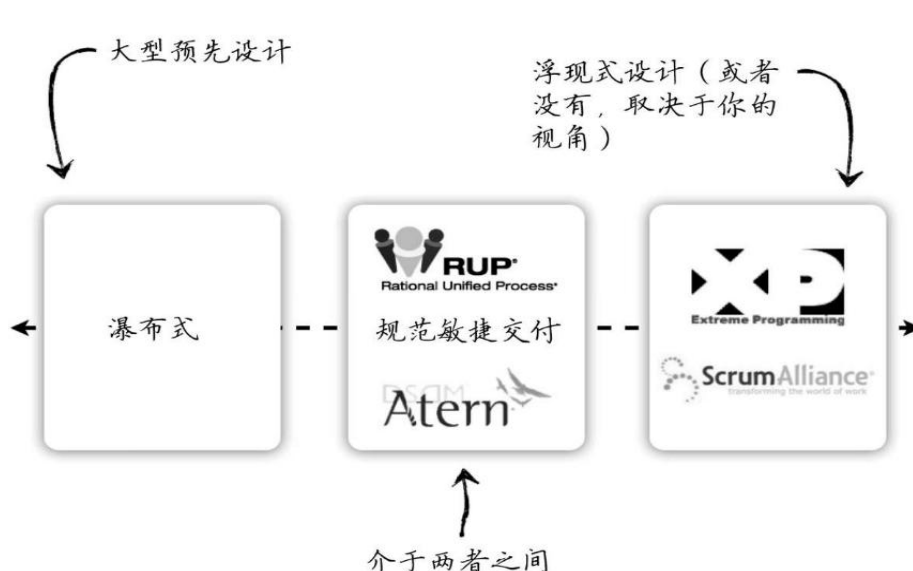 大型预先设计
浮现式设计（或者
没有，取决于你的
视角）
瀑布式
RUP
Rational Unified Process
规范敏捷交付
DSDM
Atern
XP
Extreme Programming
ScrumAlliance
transforming the world of work
介于两者之间